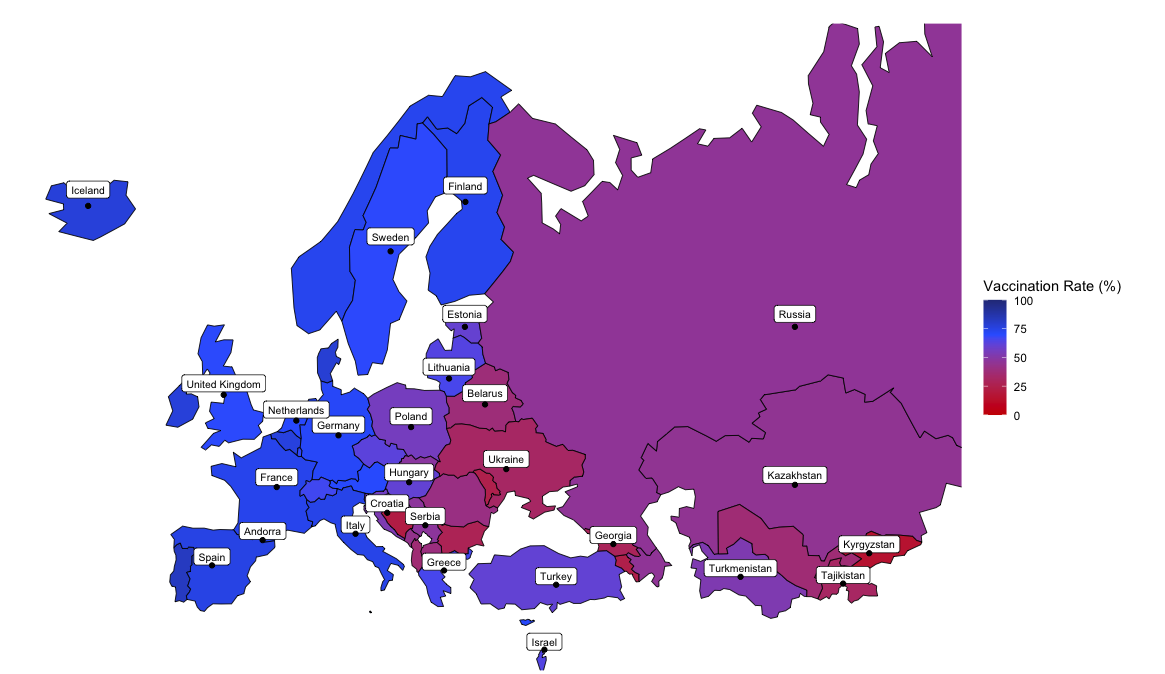 Iceland
Finland
Sweden
Vaccination Rate (%)
100
75
50
25
0
Estonia
Russia
Lithuania
United Kingdom
Belarus
Netherlands
Poland
Germany
Ukraine
France
Hungary
Kazakhstan
Croatia
Serbia
Andorra
Italy
Georgia
Kyrgyzstan
Spain
Greece
Turkey
Turkmenistan
Tajikistan
Israel